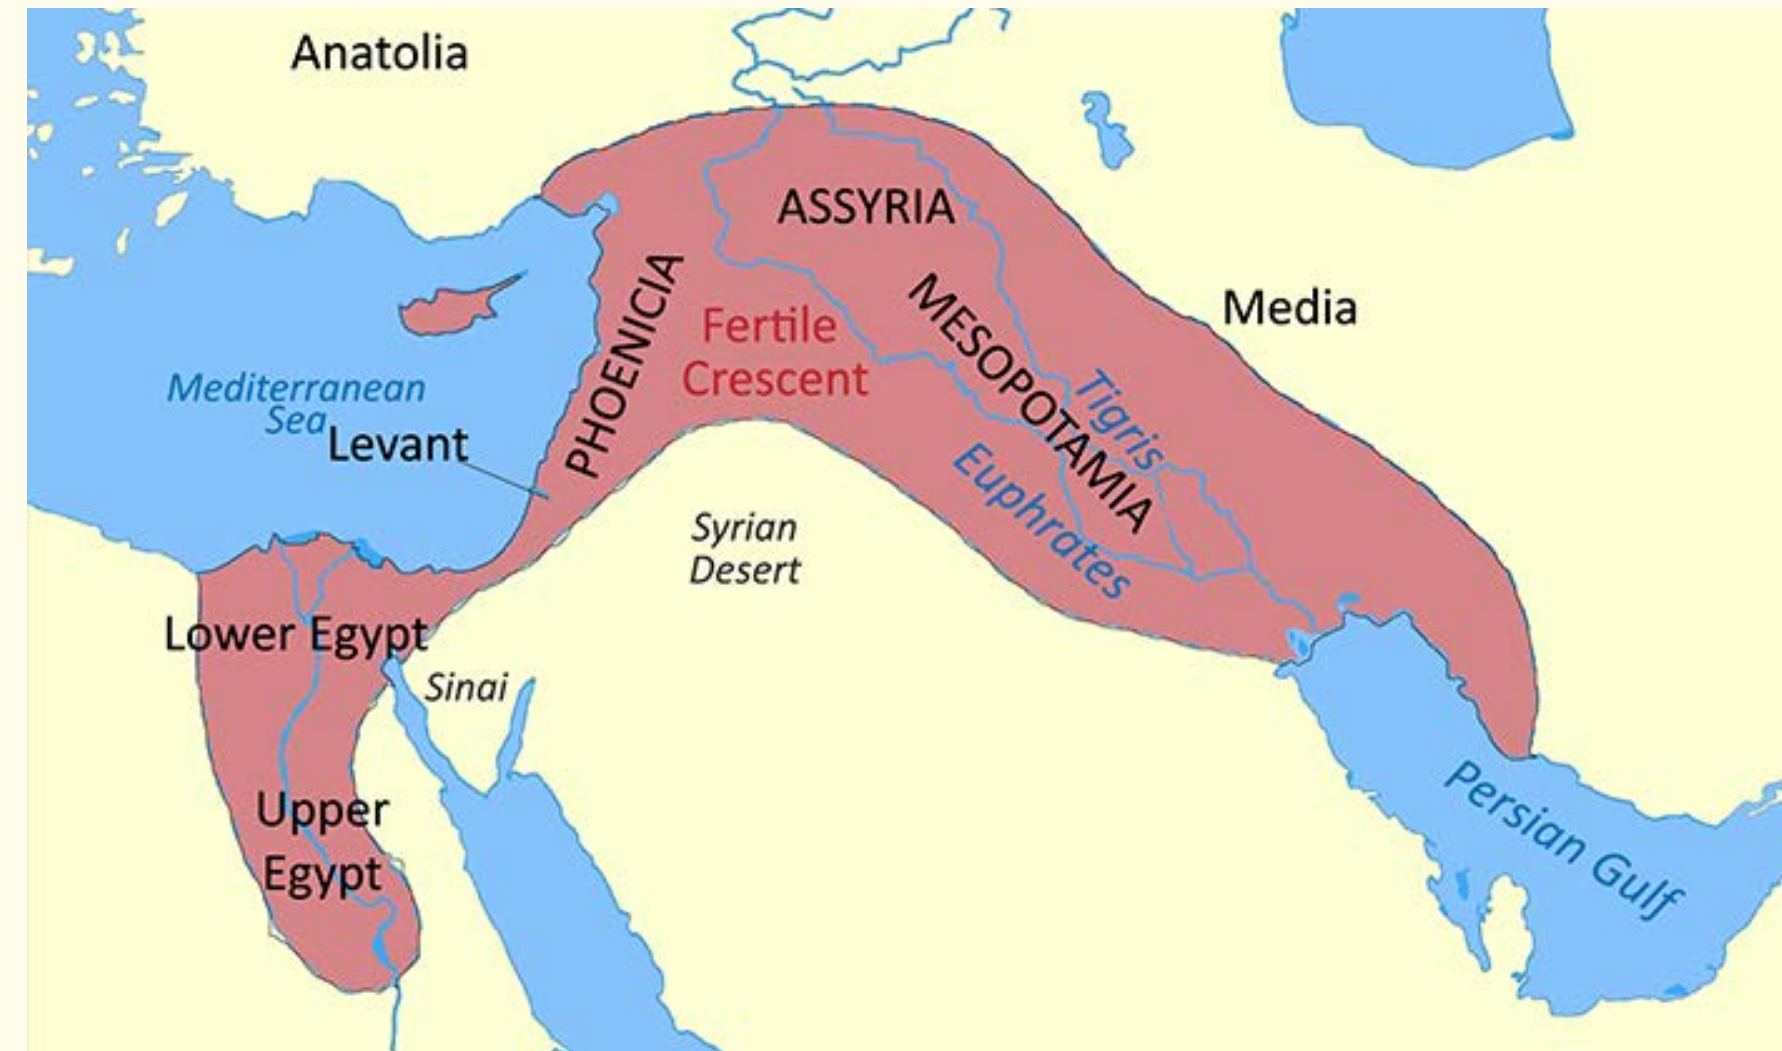 Anatolia
ASSYRIA
PHOENICIA
Fertile
Crescent
MESOPOTAMIA
Media
Tigris
Euphrates
Mediterranean
Sea
Levant
Syrian
Desert
Lower Egypt
Sinai
Upper
Egypt
Persian Gulf